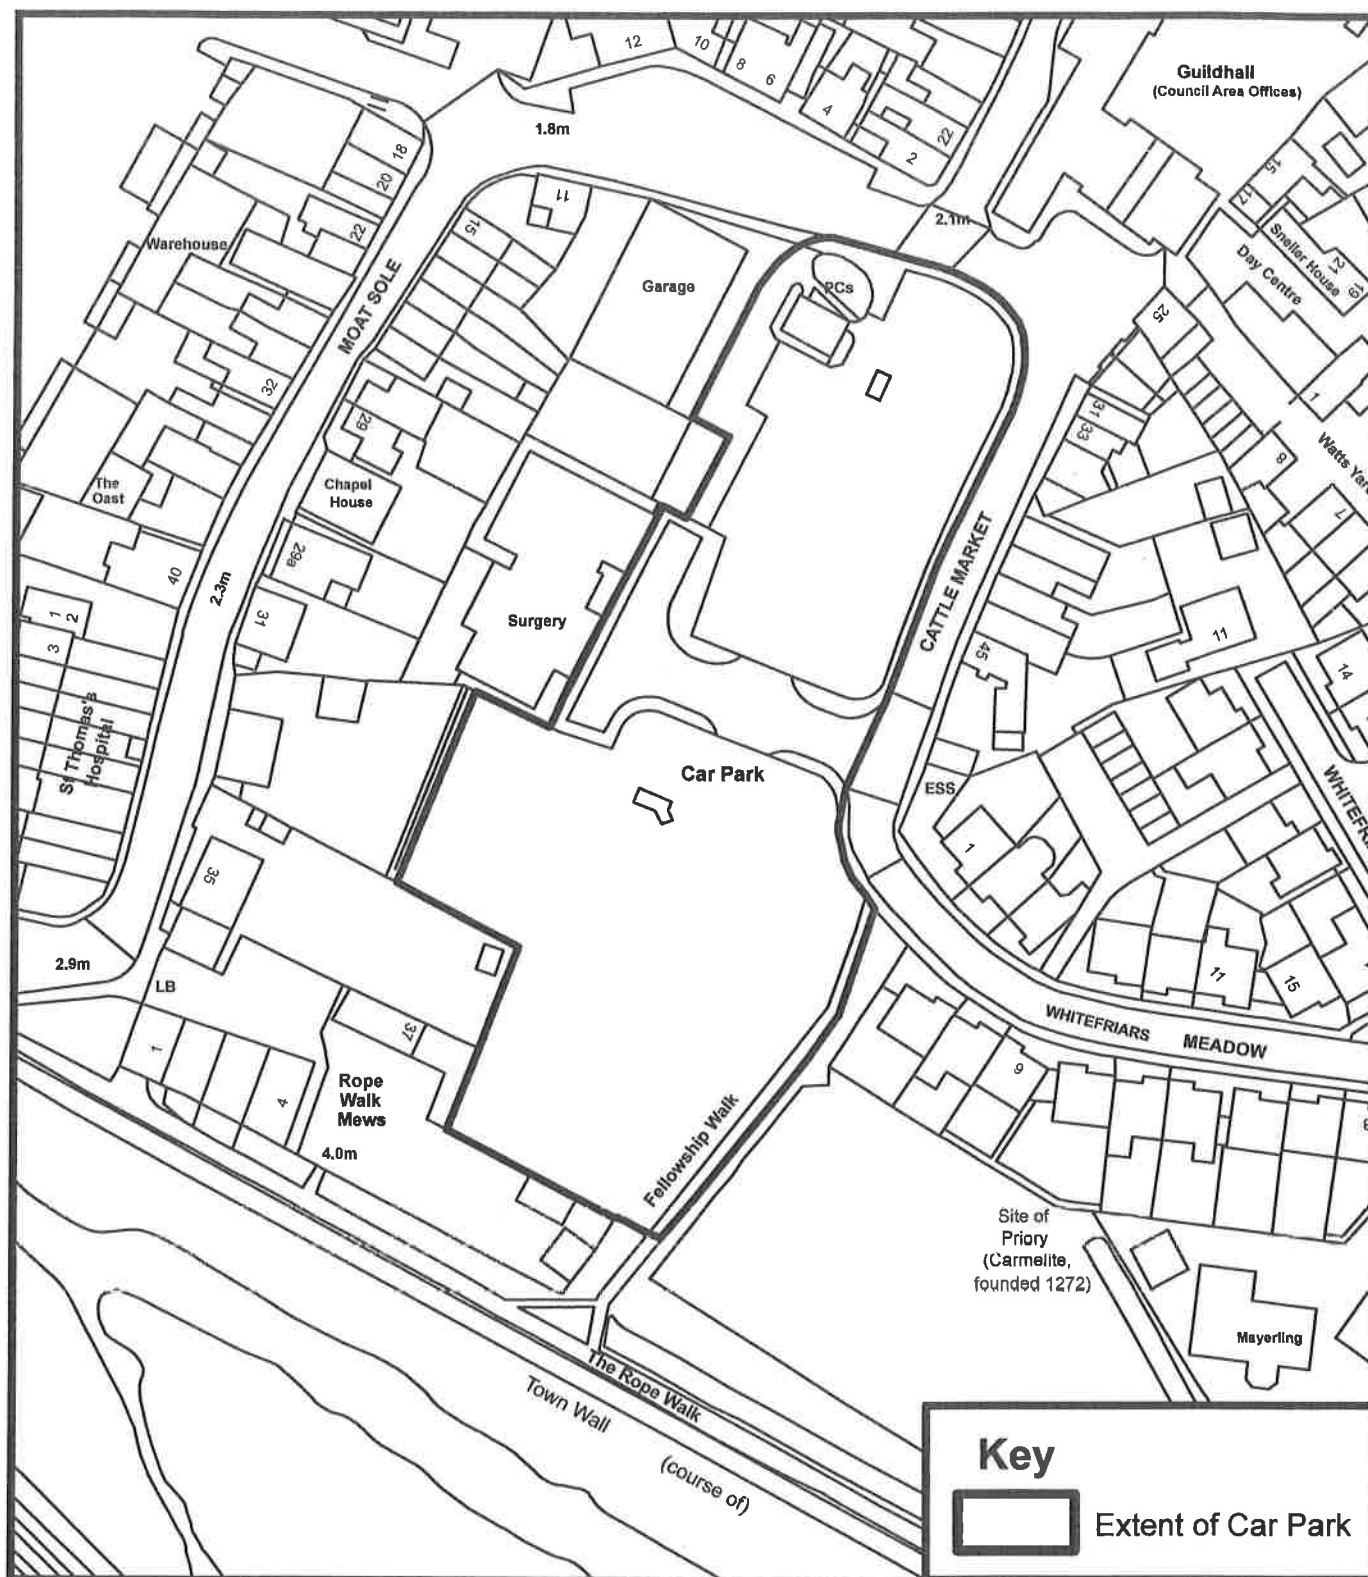 12
10
8
6
4
2
22
Guildhall
(Council Area Offices)
1.8m
18
20
22
11
15
15
17
2.1m
Sneller House
21
19
Day Centre
Warehouse
MOAT SOLE
Garage
PCs
25
32
29
31
33
1
Watts Yar
8
7
The
Oast
Chapel
House
CATTLE MARKET
40
2.3m
29a
31
Surgery
1
2
3
45
11
14
St Thomas's
Hospital
Car Park
ESS
WHITEFRI
1
35
2.9m
LB
11
15
WHITEFRIARS MEADOW
37
1
4
Rope
Walk
Mews
4.0m
9
Fellowship Walk
Site of
Priory
(Carmelite,
founded 1272)
Mayerling
The Rope Walk
Town Wall
(course of)
Key
Extent of Car Park